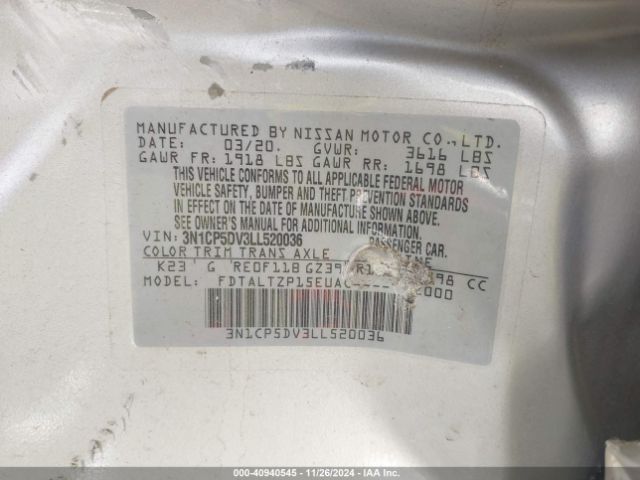 MANUFACTURED BY NISSAN MOTOR CO., LTD.
DATE: 03/20. GVWR: 3616 LBS
GAWR FR: 1918 LBS GAWR RR: 1698 LBS
THIS VEHICLE CONFORMS TO ALL APPLICABLE FEDERAL MOTOR
VEHICLE SAFETY, BUMPER AND THEFT PREVENTION STANDARDS
IN EFFECT ON THE DATE OF MANUFACTURE SHOWN ABOVE.
SEE OWNER'S MANUAL FOR ADDITIONAL INFORMATION.
VIN: 3N1CP5DV3LL520036 PASSENGER CAR.
COLOR TRIM TRANS AXLE
K23 G RE0F11B CC
MODEL:
3N1CP5DV3LL520036
000-40940545 - 11/26/2024 - IAA Inc.